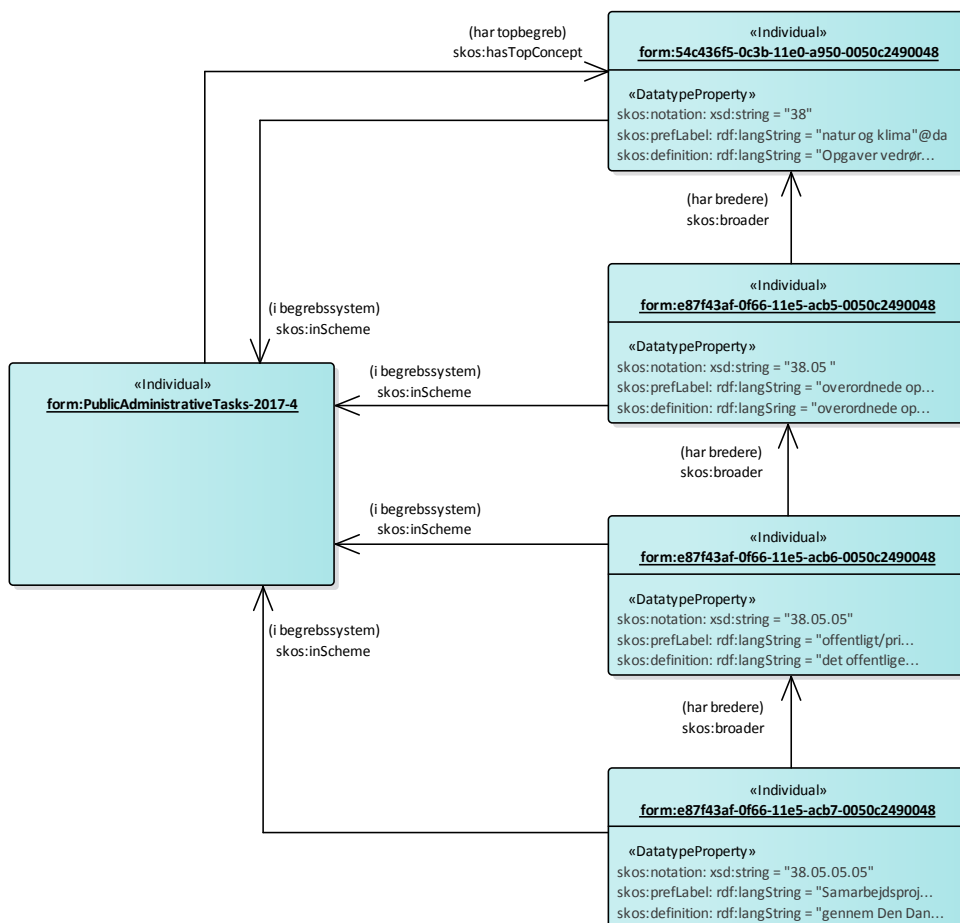 «Individual»
form:54c436f5-0c3b-11e0-a950-0050c2490048
«DatatypeProperty»
skos:notation: xsd:string = "38"
skos:prefLabel: rdf:langString = "natur og klima"@da
skos:definition: rdf:langString = "Opgaver vedrør...
(har topbegreb)
skos:hasTopConcept
(har bredere)
skos:broader
«Individual»
form:e87f43af-0f66-11e5-acb5-0050c2490048
«DatatypeProperty»
skos:notation: xsd:string = "38.05 "
skos:prefLabel: rdf:langString = "overordnede op...
skos:definition: rdf:langSring = "overordnede op...
(i begrebssystem)
skos:inScheme
(i begrebssystem)
skos:inScheme
«Individual»
form:PublicAdministrativeTasks-2017-4
(har bredere)
skos:broader
(i begrebssystem)
skos:inScheme
«Individual»
form:e87f43af-0f66-11e5-acb6-0050c2490048
«DatatypeProperty»
skos:notation: xsd:string = "38.05.05"
skos:prefLabel: rdf:langString = "offentligt/pri...
skos:definition: rdf:langString = "det offentlige...
(i begrebssystem)
skos:inScheme
(har bredere)
skos:broader
«Individual»
form:e87f43af-0f66-11e5-acb7-0050c2490048
«DatatypeProperty»
skos:notation: xsd:string = "38.05.05.05"
skos:prefLabel: rdf:langString = "Samarbejdsproj...
skos:definition: rdf:langString = "gennem Den Dan...